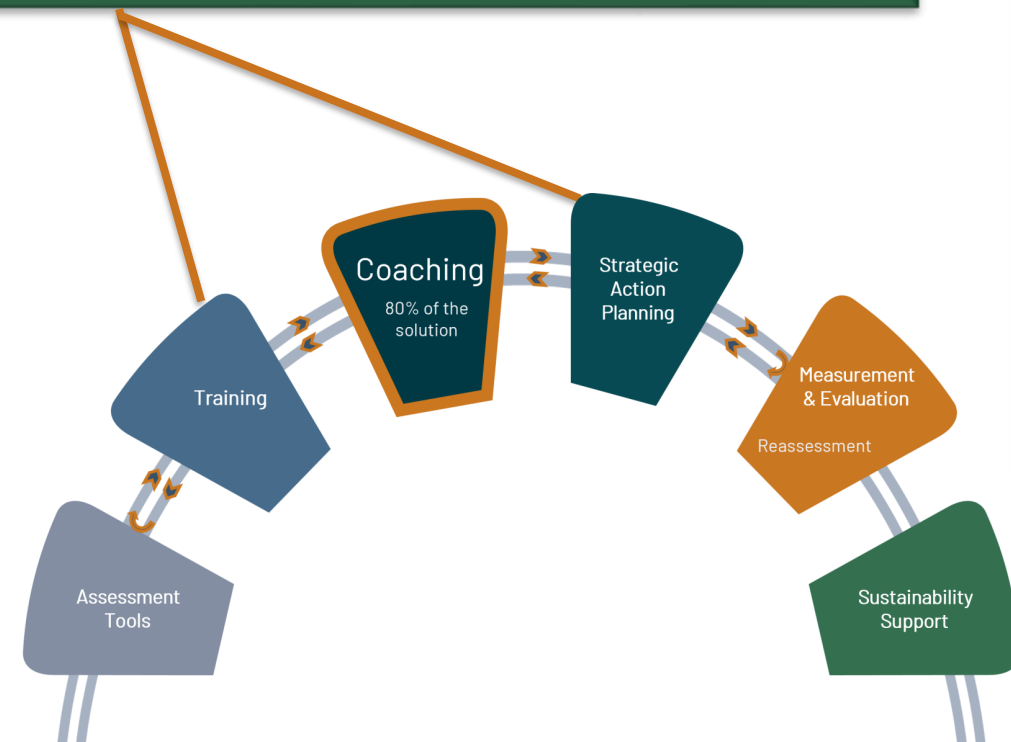 Coaching
80% of the
solution
Strategic
Action
Planning
Training
Measurement
& Evaluation
Reassessment
Assessment
Tools
Sustainability
Support